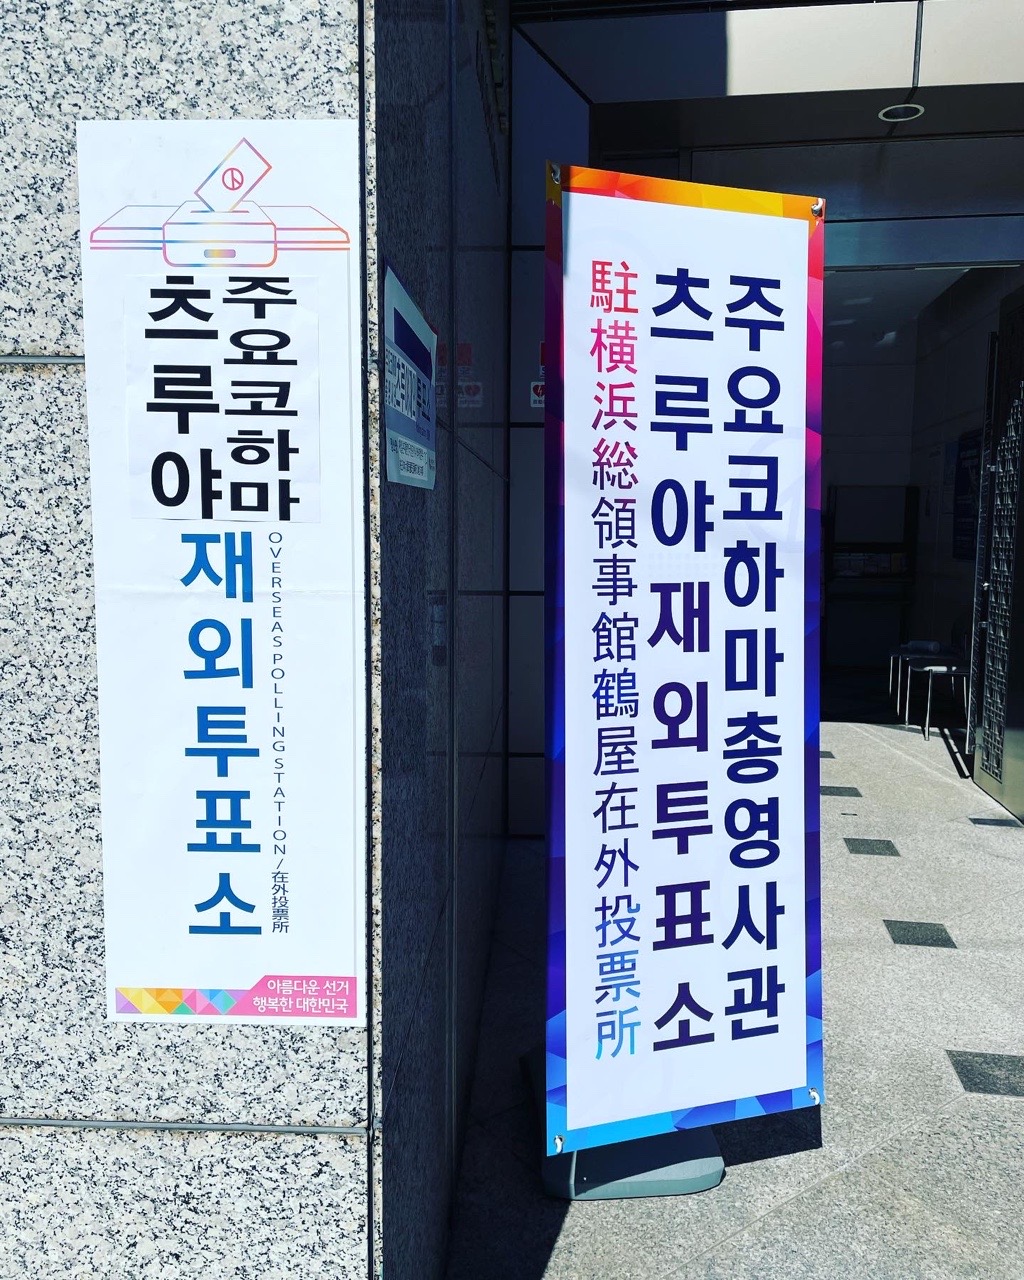 주요코하마
츠루야
재외투표소
OVERSEAS POLLING STATION/在外投票所
아름다운 선거
행복한 대한민국
주요코하마총영사관
츠루야재외투표소
駐横浜総領事館鶴屋在外投票所